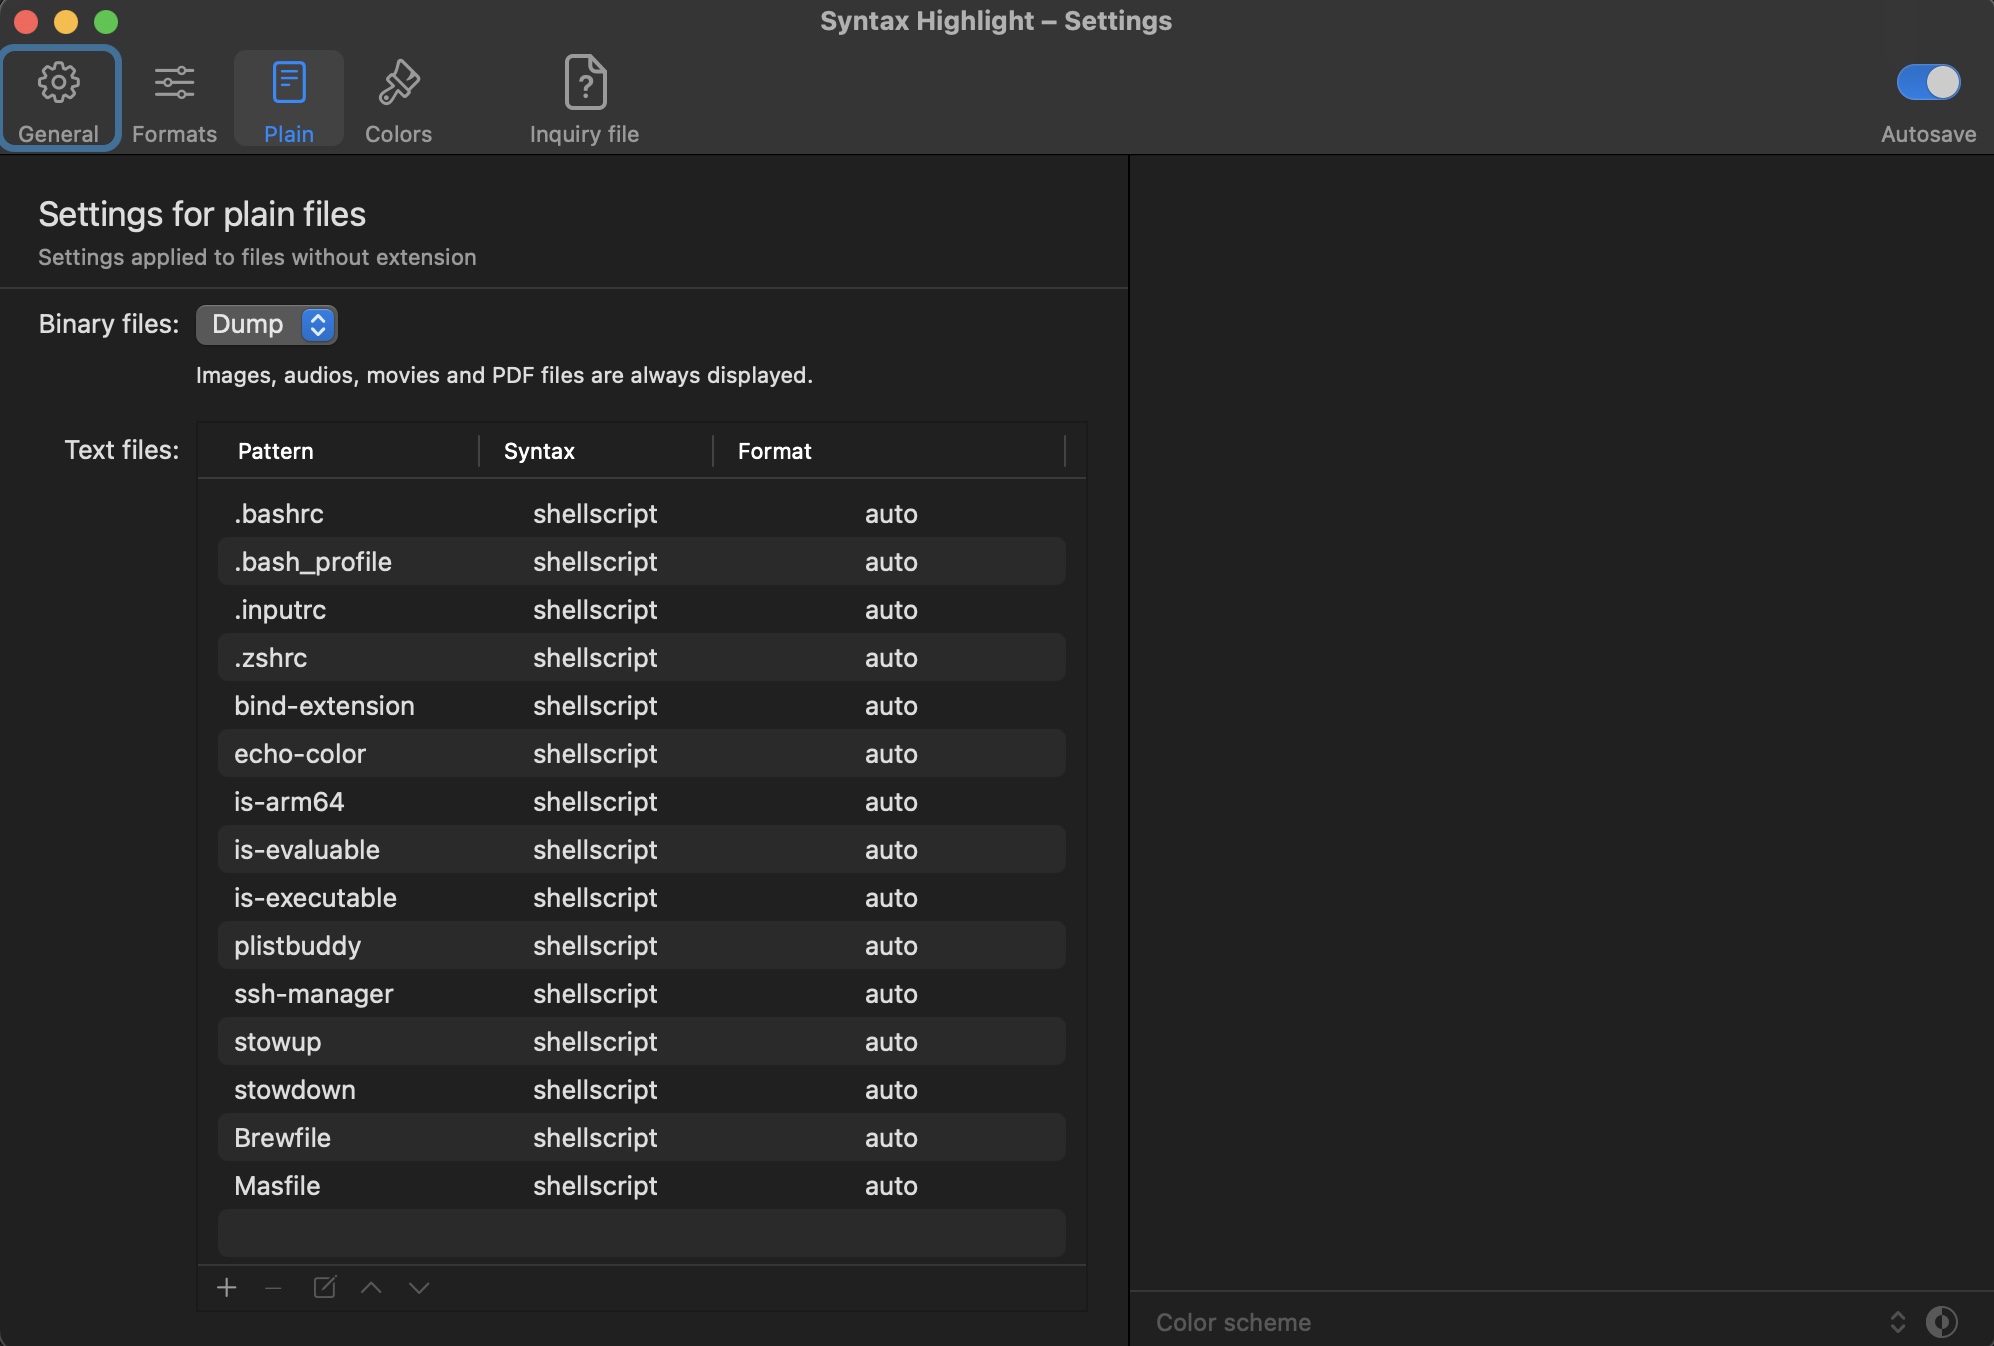 Syntax Highlight – Settings
General
Formats
Plain
Colors
Inquiry file
Autosave
Settings for plain files
Settings applied to files without extension
Binary files: Dump
Images, audios, movies and PDF files are always displayed.
Text files:
Pattern Syntax Format
.bashrc shellscript auto
.bash_profile shellscript auto
.inputrc shellscript auto
.zshrc shellscript auto
bind-extension shellscript auto
echo-color shellscript auto
is-arm64 shellscript auto
is-evaluable shellscript auto
is-executable shellscript auto
plistbuddy shellscript auto
ssh-manager shellscript auto
stowup shellscript auto
stowdown shellscript auto
Brewfile shellscript auto
Masfile shellscript auto
Color scheme